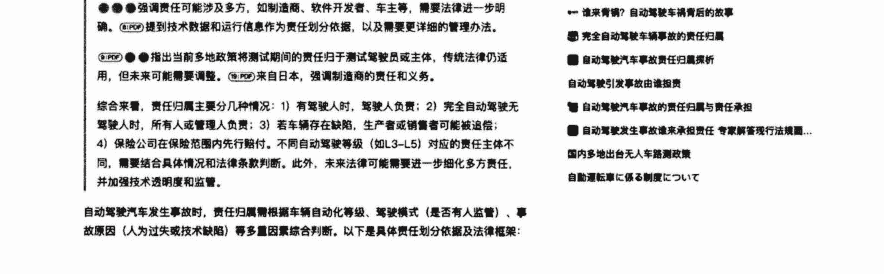 强调责任可能涉及多方，如制造商、软件开发者、车主等，需要法律进一步明
确。提到技术数据和运行信息作为责任划分依据，以及需要更详细的管理办法。
指出当前多地政策将测试期间的责任归于测试驾驶员或主体，传统法律仍适
用，但未来可能需要调整。来自日本，强调制造商的责任和义务。
综合来看，责任归属主要分几种情况：1）有驾驶人时，驾驶人负责；2）完全自动驾驶无
驾驶人时，所有人或管理人负责；3）若车辆存在缺陷，生产者或销售者可能被追偿；
4）保险公司在保险范围内先行赔付。不同自动驾驶等级（如L3-L5）对应的责任主体不
同，需要结合具体情况和法律条款判断。此外，未来法律可能需要进一步细化多方责任，
并加强技术透明度和监管。
自动驾驶汽车发生事故时，责任归属需根据车辆自动化等级、驾驶模式（是否有人监管）、事
故原因（人为过失或技术缺陷）等多重因素综合判断。以下是具体责任划分依据及法律框架：
谁来背锅？自动驾驶车祸背后的故事
完全自动驾驶车辆事故的责任归属
自动驾驶汽车事故责任归属探析
自动驾驶引发事故由谁担责
自动驾驶汽车事故的责任归属与责任承担
自动驾驶发生事故谁来承担责任 专家解答现行法规面...
国内多地出台无人车路测政策
自動運転車に係る制度について